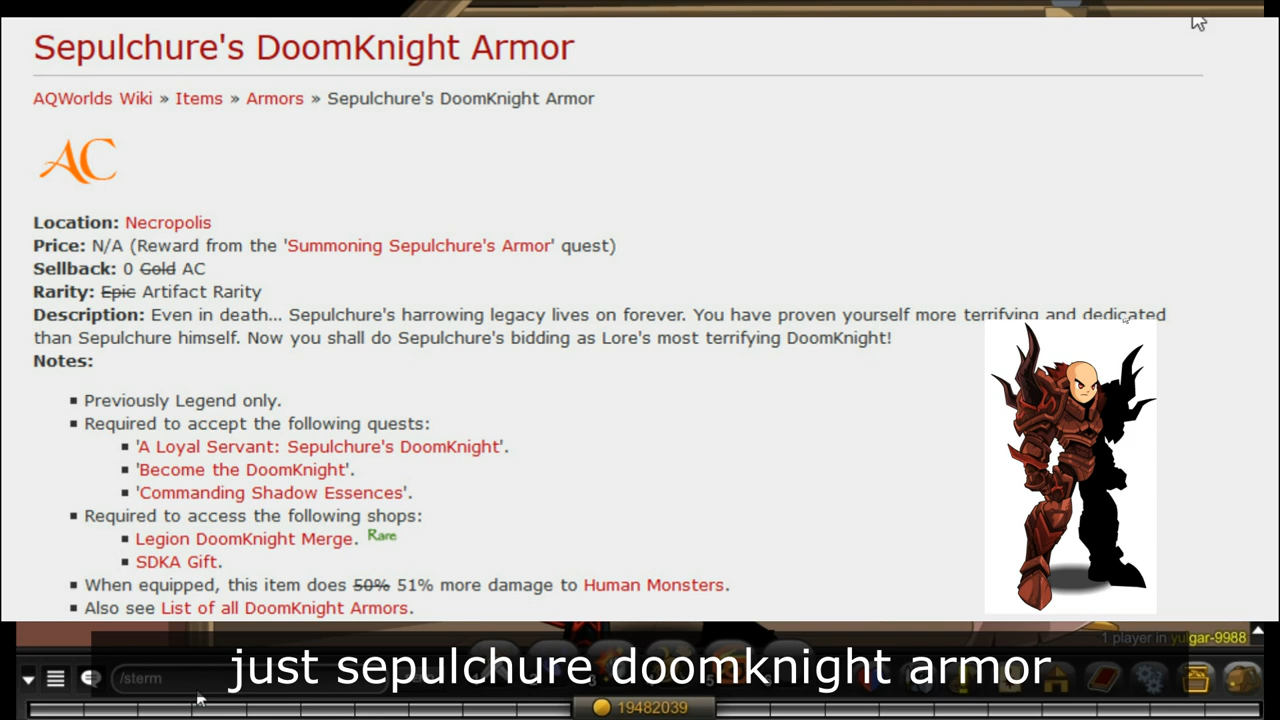 Sepulchure's DoomKnight Armor
AQWorlds Wiki » Items » Armors » Sepulchure's DoomKnight Armor
AC
Location: Necropolis
Price: N/A (Reward from the 'Summoning Sepulchure's Armor' quest)
Sellback: 0 Gold AC
Rarity: Epic Artifact Rarity
Description: Even in death... Sepulchure's harrowing legacy lives on forever. You have proven yourself more terrifying and dedicated
than Sepulchure himself. Now you shall do Sepulchure's bidding as Lore's most terrifying DoomKnight!
Notes:
Previously Legend only.
Required to accept the following quests:
'A Loyal Servant: Sepulchure's DoomKnight'.
'Become the DoomKnight'.
'Commanding Shadow Essences'.
Required to access the following shops:
Legion DoomKnight Merge. Rare
SDKA Gift.
When equipped, this item does 50% 51% more damage to Human Monsters.
Also see List of all DoomKnight Armors.
1 player in vulgar-9988
just sepulchure doomknight armor
/sterm
19482039